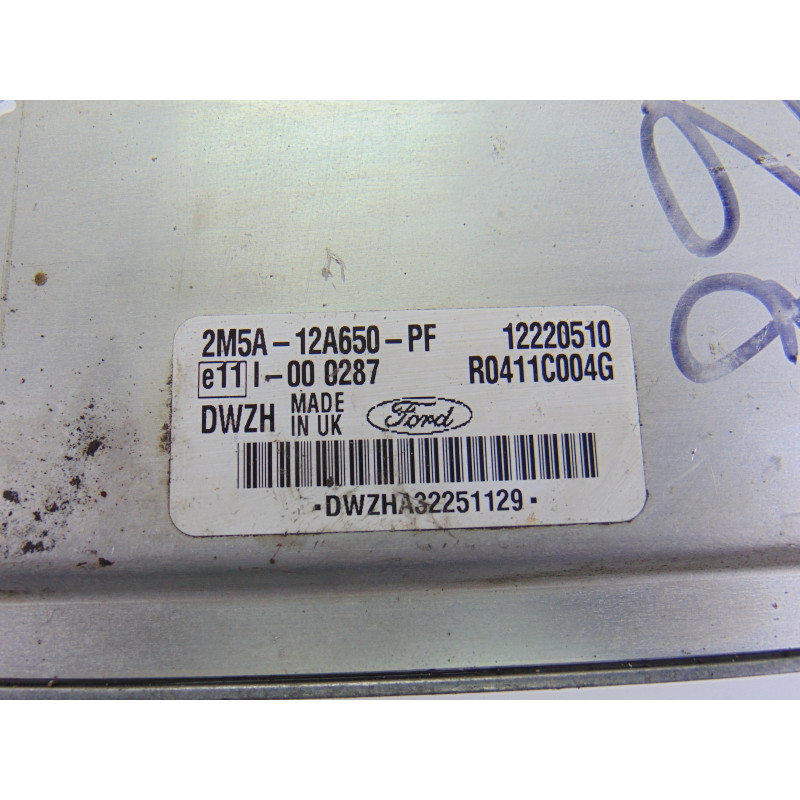 2M5A-12A650-PF 12220510
e11 I-00 0287 R0411C004G
DWZH MADE IN UK Ford
·DWZHA32251129·